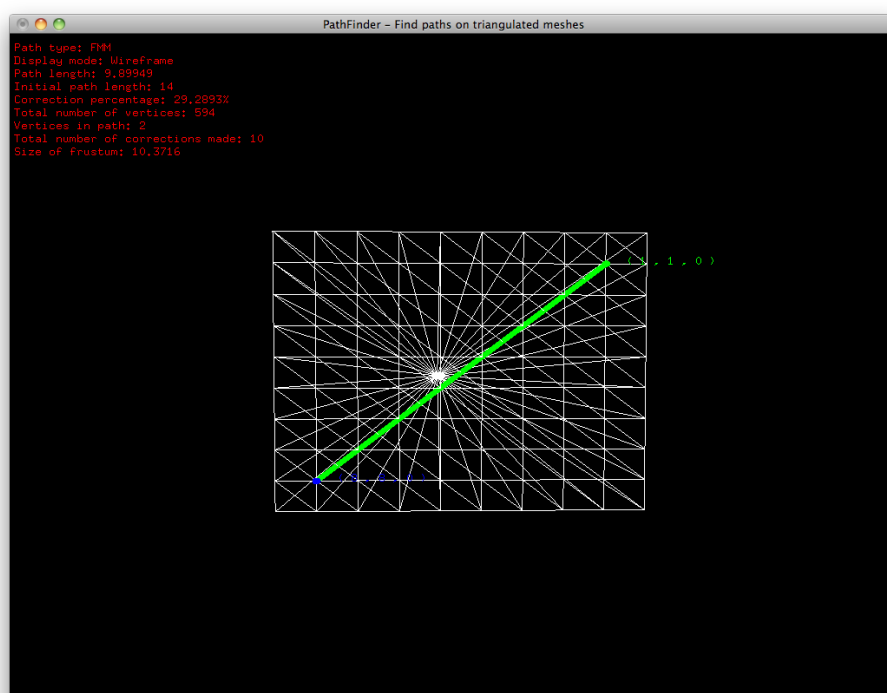 PathFinder – Find paths on triangulated meshes
Path type: FMM
Display mode: Wireframe
Path length: 9.89949
Initial path length: 14
Correction percentage: 29.2893%
Total number of vertices: 594
Vertices in path: 2
Total number of corrections made: 10
Size of frustum: 10.3716
( 1 , 1 , 0 )